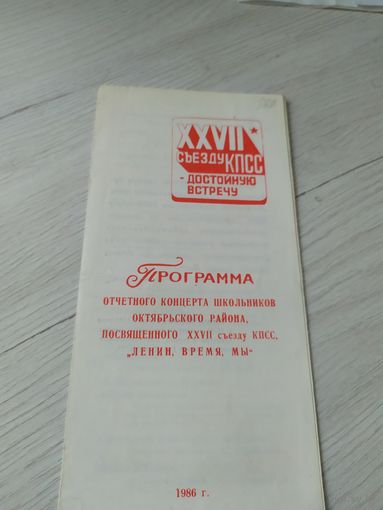 XXVII
СЪЕЗДУ КПСС
- ДОСТОЙНУЮ
ВСТРЕЧУ
ПРОГРАММА
ОТЧЕТНОГО КОНЦЕРТА ШКОЛЬНИКОВ
ОКТЯБРЬСКОГО РАЙОНА,
ПОСВЯЩЕННОГО XXVII съезду КПСС,
„ЛЕНИН, ВРЕМЯ, МЫ“
1986 г.